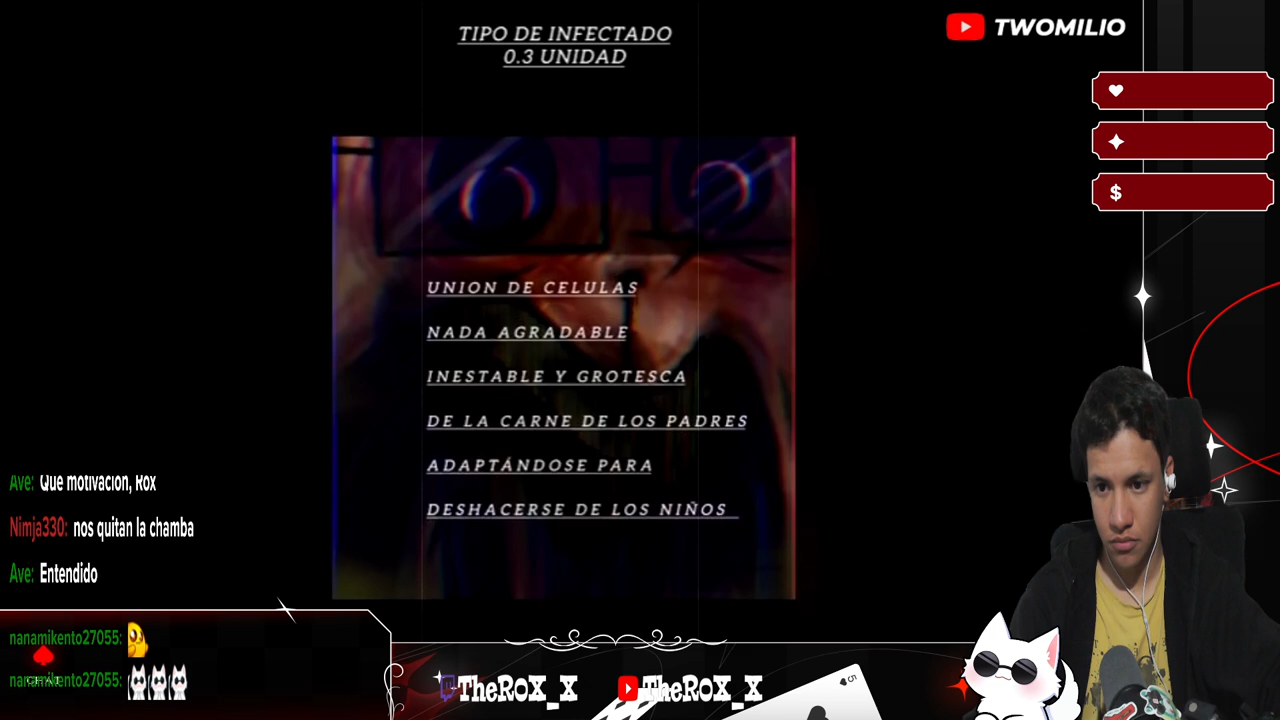 TIPO DE INFECTADO
0.3 UNIDAD
TWOMILIO
$
UNION DE CELULAS
NADA AGRADABLE
INESTABLE Y GROTESCA
DE LA CARNE DE LOS PADRES
ADAPTÁNDOSE PARA
DESHACERSE DE LOS NIÑOS
Ave: Que motivacion, Rox
Nimja330: nos quitan la chamba
Ave: Entendido
nanamikento27055:
nanamikento27055:
TheROX_X
TheROX_X
5